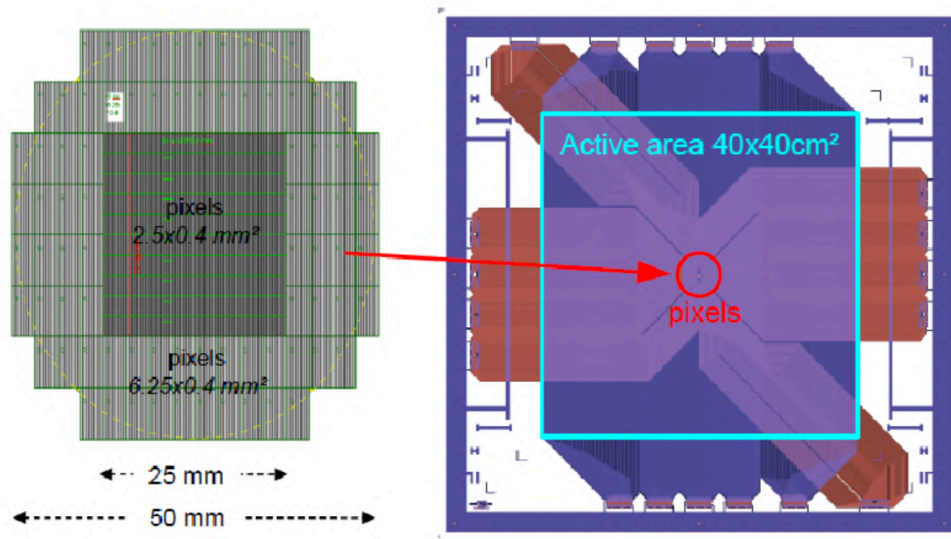 pixels
2.5x0.4 mm²
pixels
6.25x0.4 mm²
25 mm
50 mm
Active area 40x40cm²
pixels